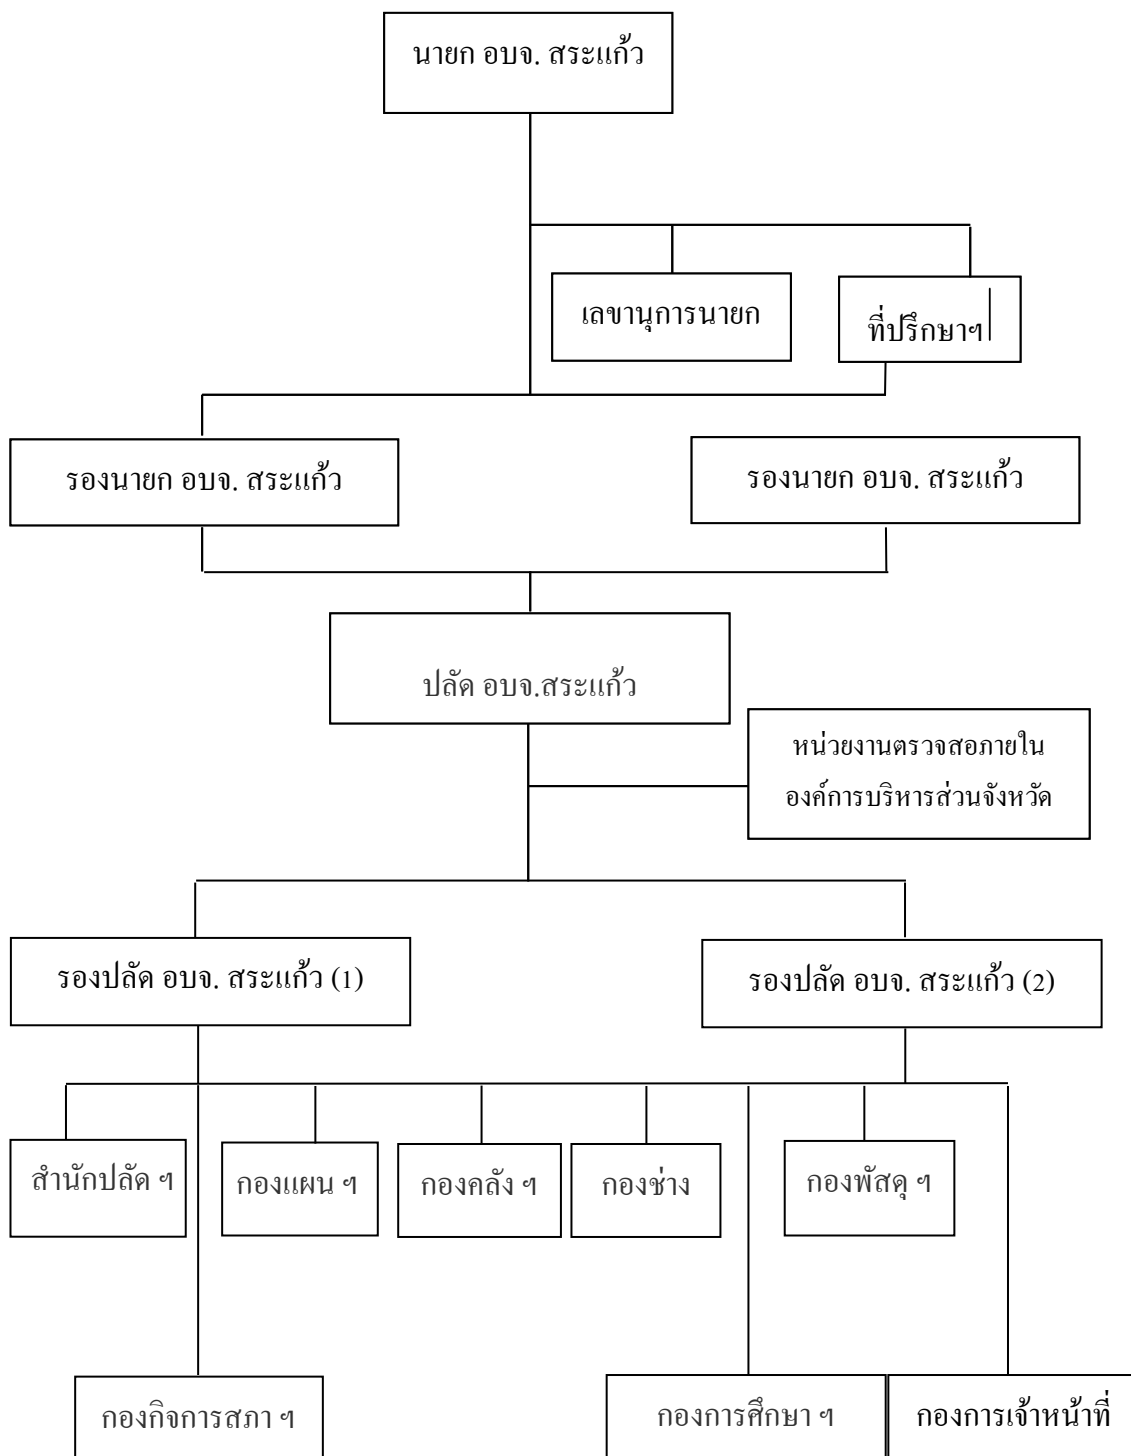 นายก อบจ. สระแก้ว
เลขานุการนายก
ที่ปรึกษาฯ
รองนายก อบจ. สระแก้ว
รองนายก อบจ. สระแก้ว
ปลัด อบจ.สระแก้ว
หน่วยงานตรวจสอภายใน
องค์การบริหารส่วนจังหวัด
รองปลัด อบจ. สระแก้ว (1)
รองปลัด อบจ. สระแก้ว (2)
สำนักปลัด ฯ
กองแผน ฯ
กองคลัง ฯ
กองช่าง
กองพัสดุ ฯ
กองกิจการสภา ฯ
กองการศึกษา ฯ
กองการเจ้าหน้าที่